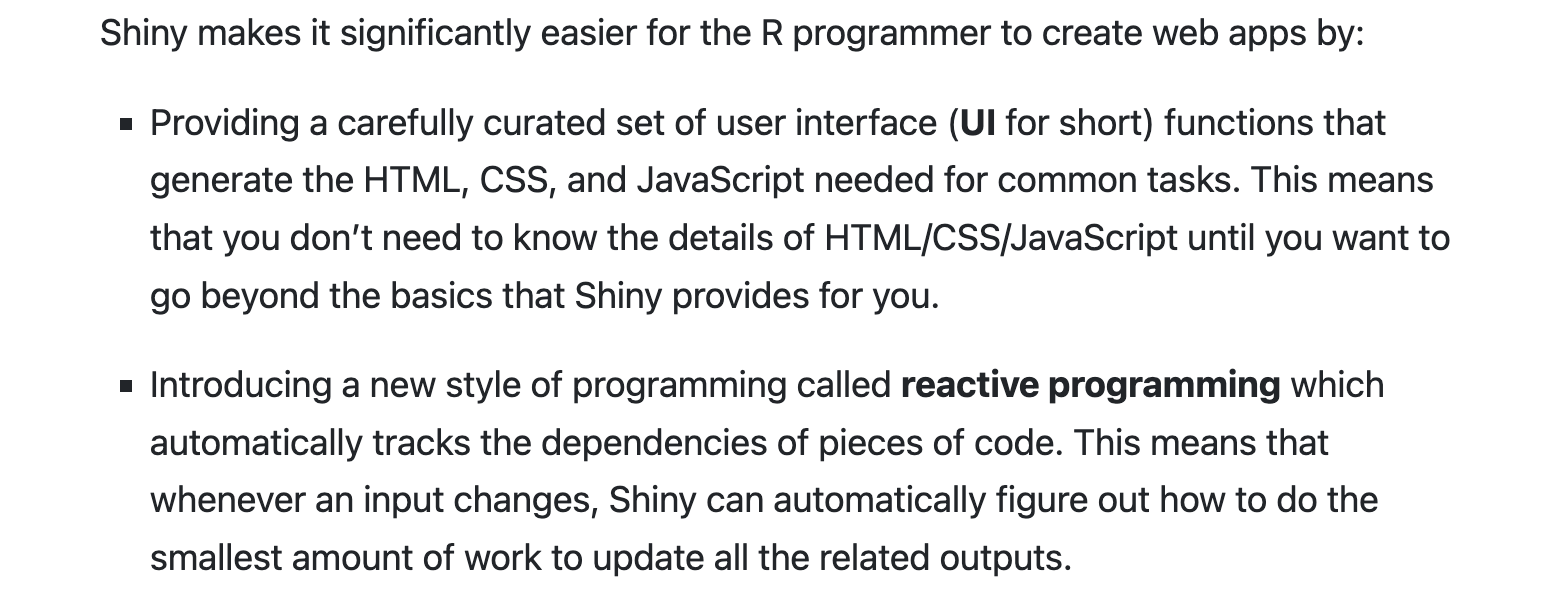 Shiny makes it significantly easier for the R programmer to create web apps by:
▪ Providing a carefully curated set of user interface (UI for short) functions that
generate the HTML, CSS, and JavaScript needed for common tasks. This means
that you don’t need to know the details of HTML/CSS/JavaScript until you want to
go beyond the basics that Shiny provides for you.
▪ Introducing a new style of programming called reactive programming which
automatically tracks the dependencies of pieces of code. This means that
whenever an input changes, Shiny can automatically figure out how to do the
smallest amount of work to update all the related outputs.